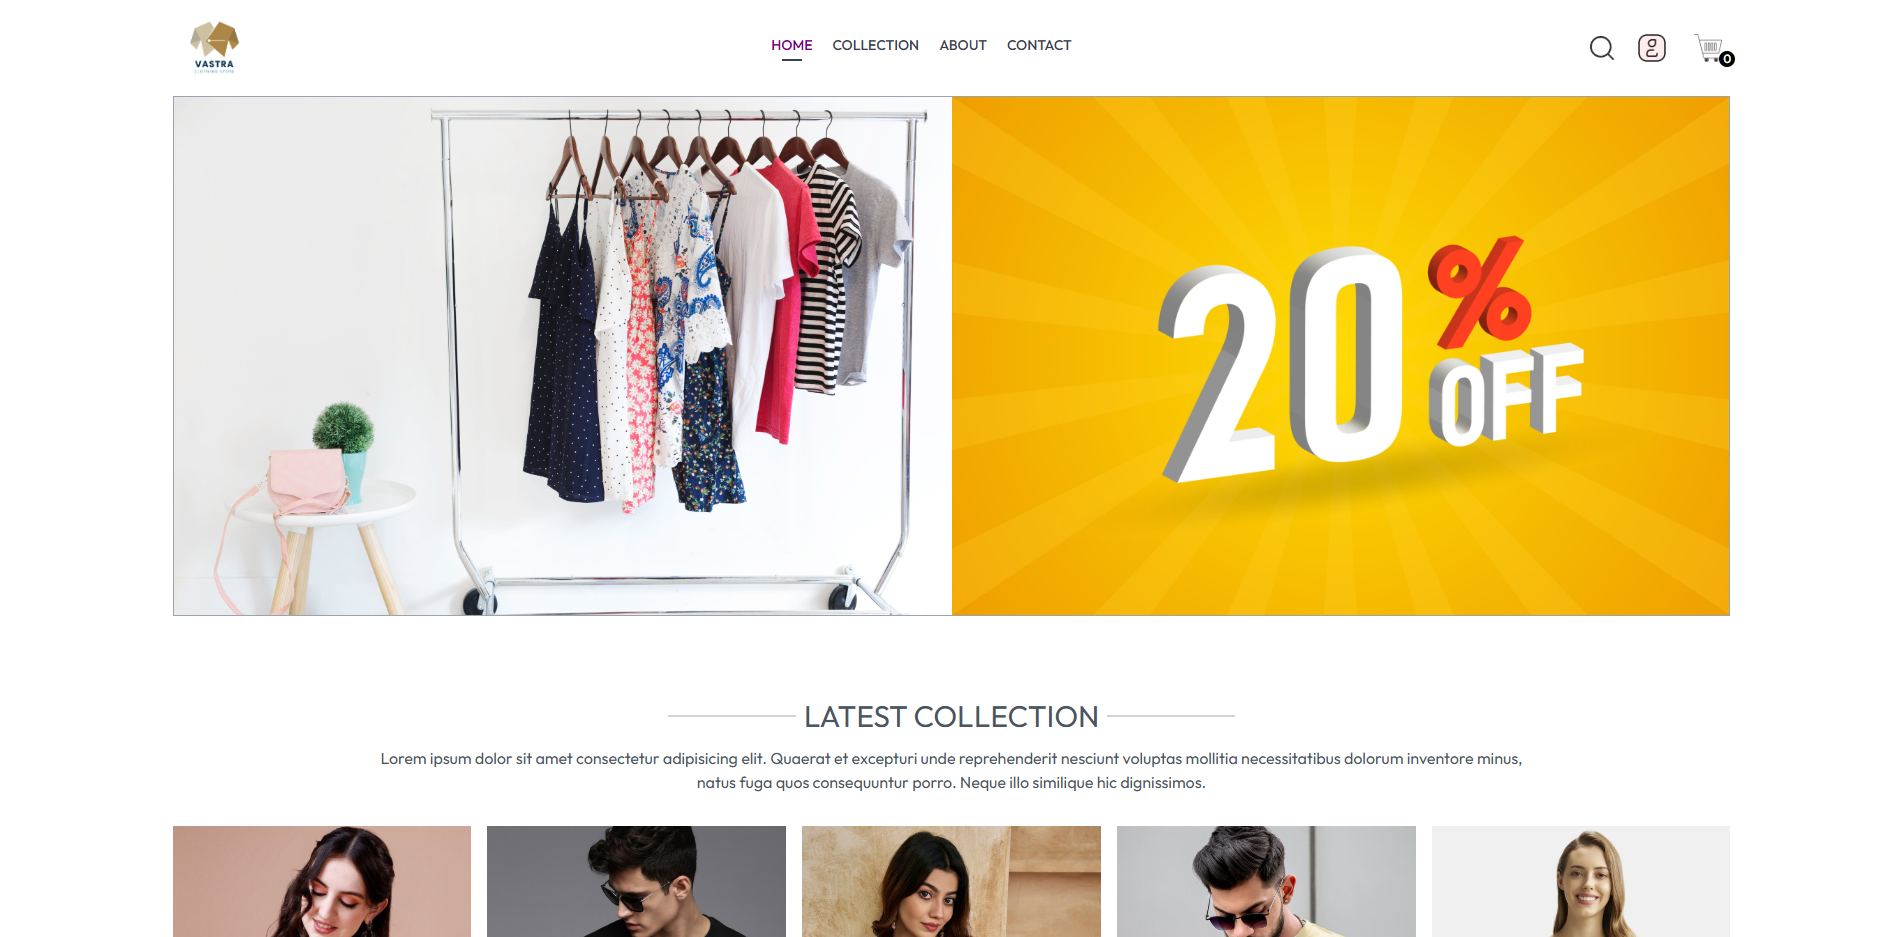 VASTRA
CLOTHING STORE
HOME COLLECTION ABOUT CONTACT
0
20% OFF
LATEST COLLECTION
Lorem ipsum dolor sit amet consectetur adipisicing elit. Quaerat et excepturi unde reprehenderit nesciunt voluptas mollitia necessitatibus dolorum inventore minus,
natus fuga quos consequuntur porro. Neque illo similique hic dignissimos.